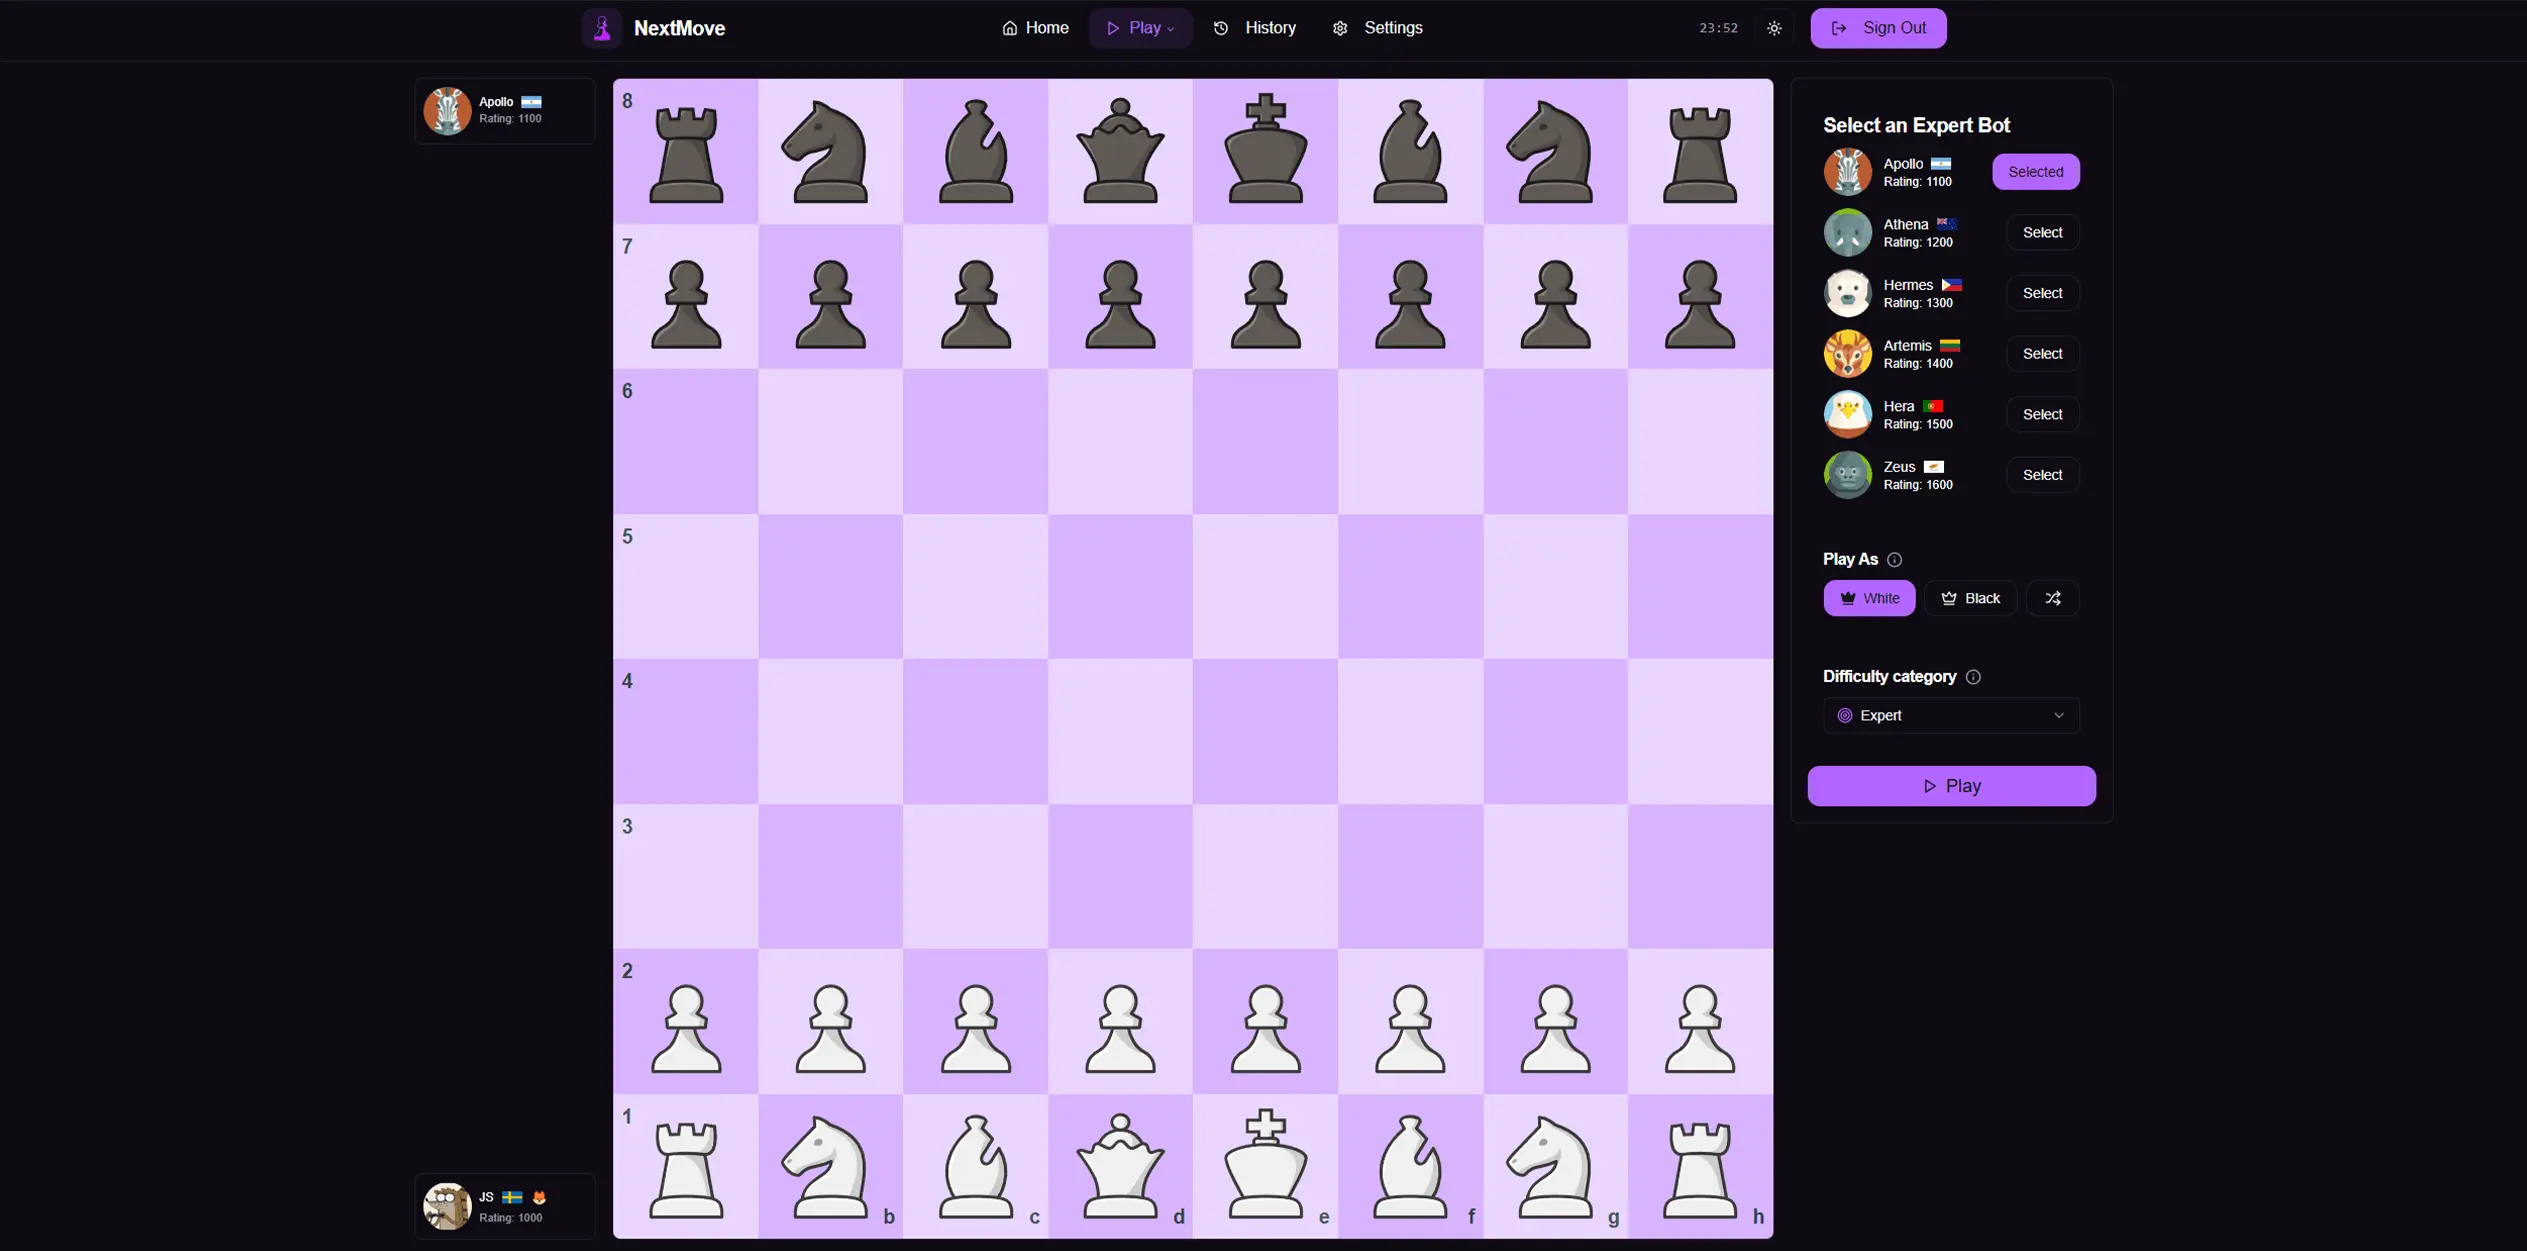 NextMove
Home
Play
History
Settings
23:52
Sign Out
Apollo
Rating: 1100
8
7
6
5
4
3
2
1
b
c
d
e
f
g
h
JS
Rating: 1000
Select an Expert Bot
Apollo
Rating: 1100
Selected
Athena
Rating: 1200
Select
Hermes
Rating: 1300
Select
Artemis
Rating: 1400
Select
Hera
Rating: 1500
Select
Zeus
Rating: 1600
Select
Play As
White
Black
Difficulty category
Expert
Play